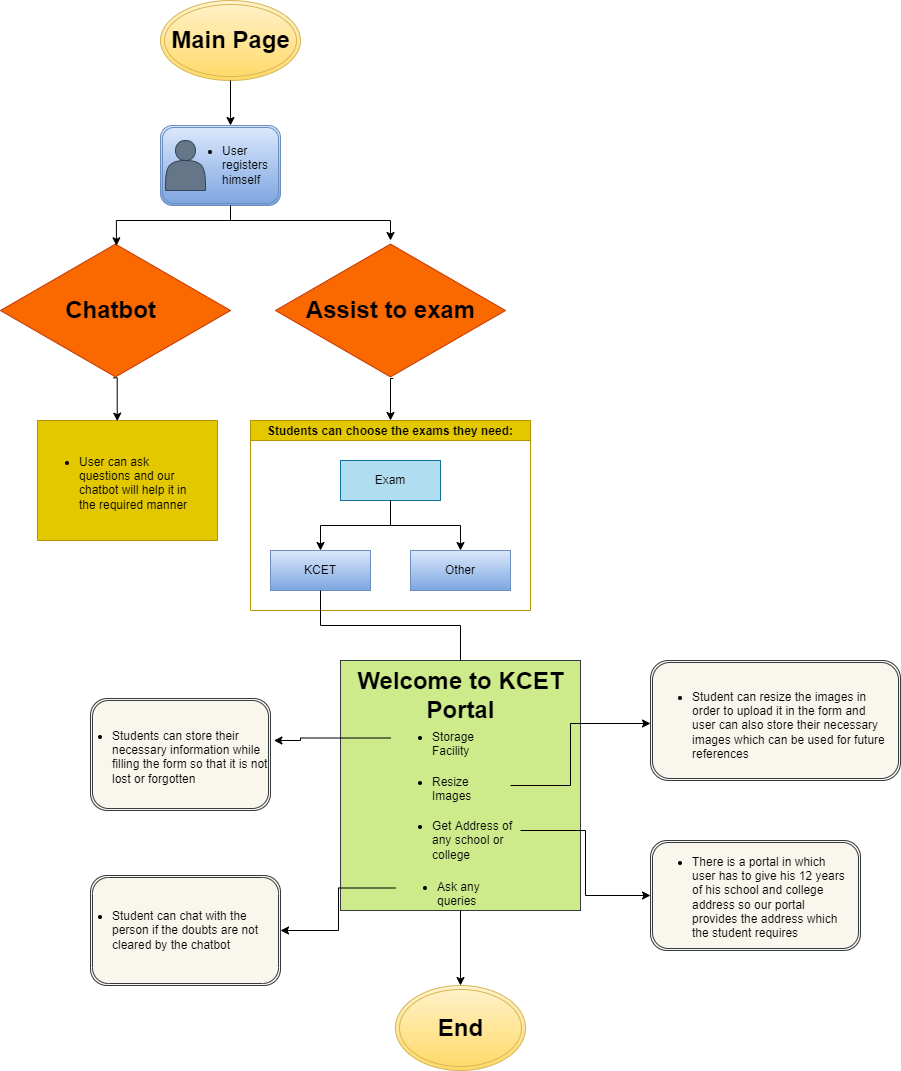 Main Page
• User
registers
himself
Chatbot
Assist to exam
• User can ask
questions and our
chatbot will help it in
the required manner
Students can choose the exams they need:
Exam
KCET
Other
Welcome to KCET
Portal
• Storage
Facility
• Resize
Images
• Get Address of
any school or
college
• Ask any
queries
• Students can store their
necessary information while
filling the form so that it is not
lost or forgotten
• Student can resize the images in
order to upload it in the form and
user can also store their necessary
images which can be used for future
references
• There is a portal in which
user has to give his 12 years
of his school and college
address so our portal
provides the address which
the student requires
• Student can chat with the
person if the doubts are not
cleared by the chatbot
End